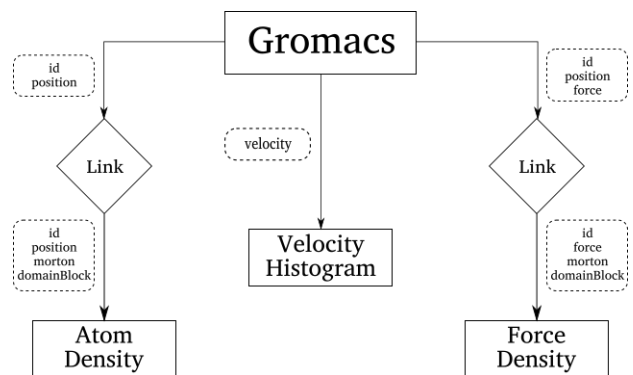 Gromacs
id
position
id
position
force
velocity
Link
Link
id
position
morton
domainBlock
Velocity
Histogram
id
force
morton
domainBlock
Atom
Density
Force
Density